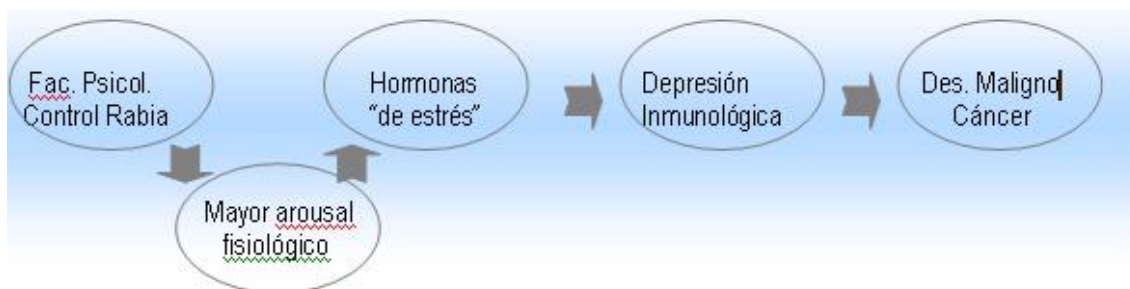 Fac. Psicol.
Control Rabia
Mayor arousal
fisiológico
Hormonas
"de estrés"
Depresión
Inmunológica
Des. Maligno
Cáncer